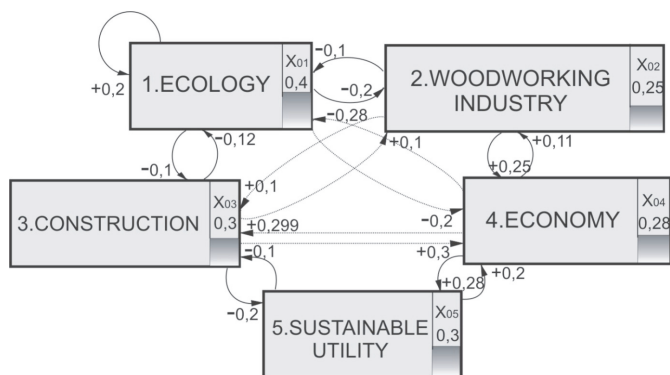 -0,1
X01
0,4
1.ECOLOGY
+0,2
-0,2
2.WOODWORKING
INDUSTRY
X02
0,25
-0,28
-0,12
-0,1
+0,1
+0,11
+0,25
+0,1
3.CONSTRUCTION
X03
0,3
+0,299
-0,2
4.ECONOMY
X04
0,28
-0,1
+0,3
+0,28
+0,2
-0,2
5.SUSTAINABLE
UTILITY
X05
0,3